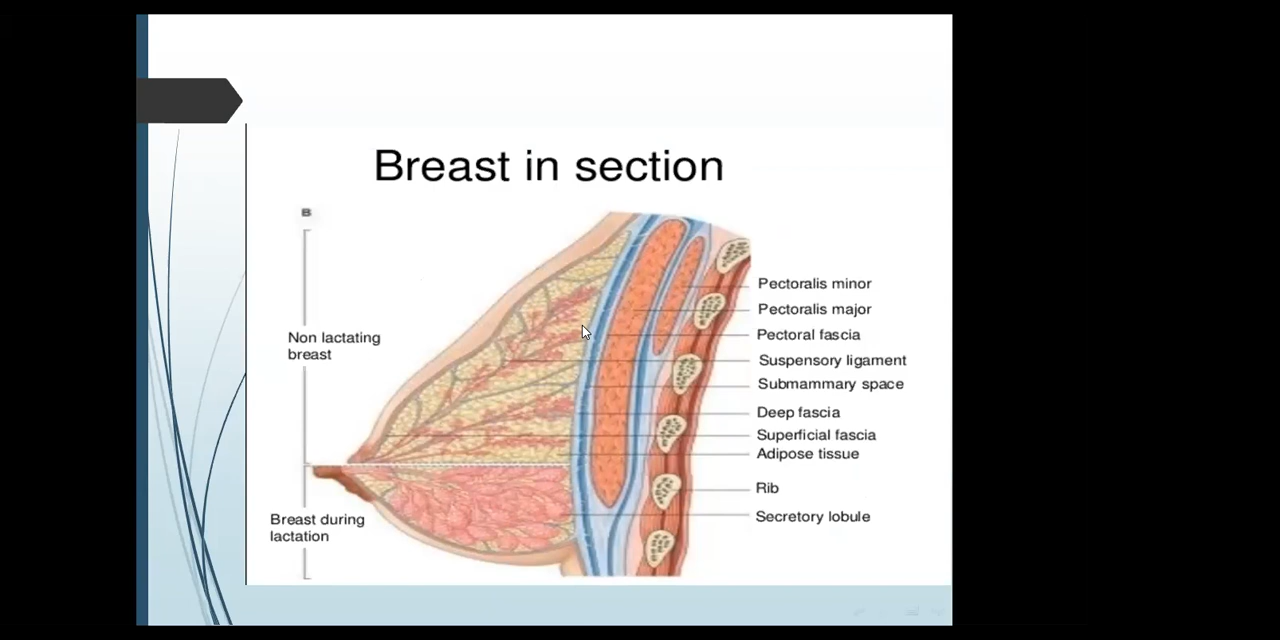 Breast in section
B
Non lactating
breast
Breast during
lactation
Pectoralis minor
Pectoralis major
Pectoral fascia
Suspensory ligament
Submammary space
Deep fascia
Superficial fascia
Adipose tissue
Rib
Secretory lobule